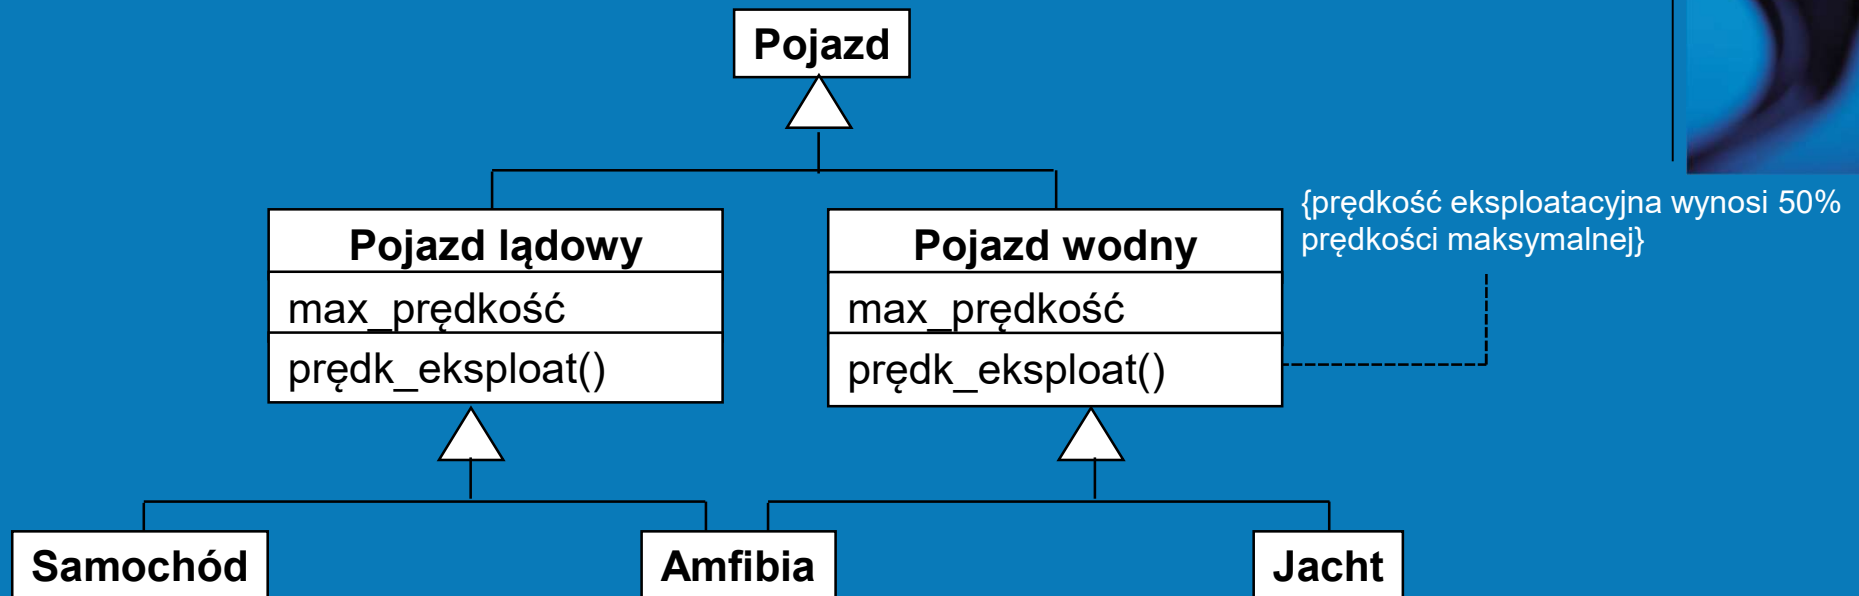 Pojazd
{prędkość eksploatacyjna wynosi 50%
prędkości maksymalnej}
Pojazd lądowy
max_prędkość
prędk_eksploat()
Pojazd wodny
max_prędkość
prędk_eksploat()
Samochód
Amfibia
Jacht